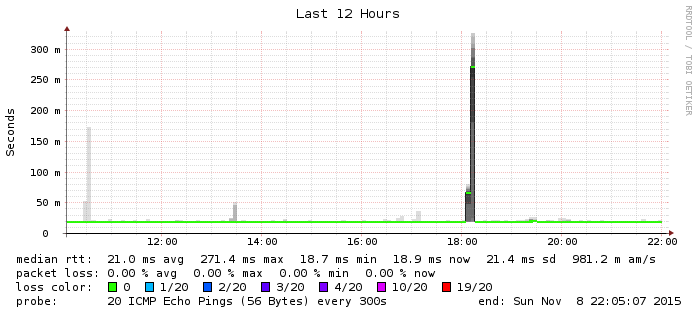 Last 12 Hours
RRDTOOL / TOBI OETIKER
Seconds
300 m
250 m
200 m
150 m
100 m
50 m
0
12:00 14:00 16:00 18:00 20:00 22:00
median rtt: 21.0 ms avg 271.4 ms max 18.7 ms min 18.9 ms now 21.4 ms sd 981.2 m am/s
packet loss: 0.00 % avg 0.00 % max 0.00 % min 0.00 % now
loss color: 0 1/20 2/20 3/20 4/20 10/20 19/20
probe: 20 ICMP Echo Pings (56 Bytes) every 300s end: Sun Nov 8 22:05:07 2015